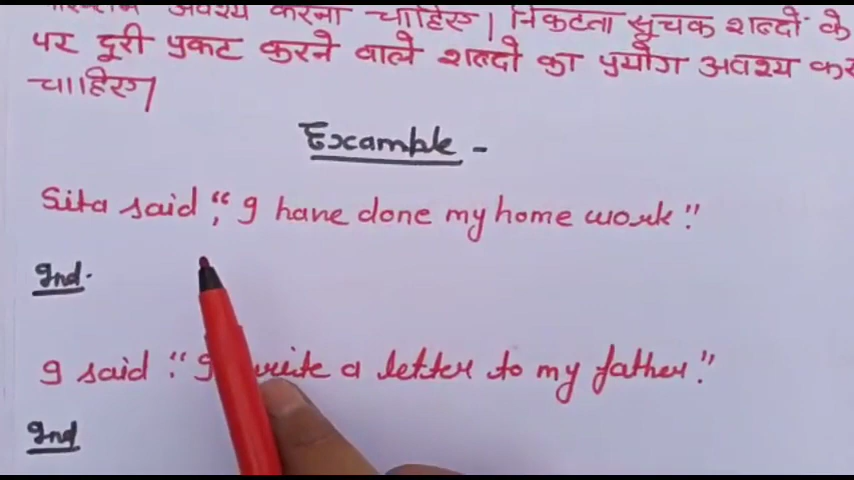 अवश्य करना चाहिए। निकटता सूचक शब्दों के
पर दूरी प्रकट करने वाले शब्दों का प्रयोग अवश्य कर
चाहिए।
Example -
Sita said, "I have done my home work."
Ind.
I said "I write a letter to my father."
Ind